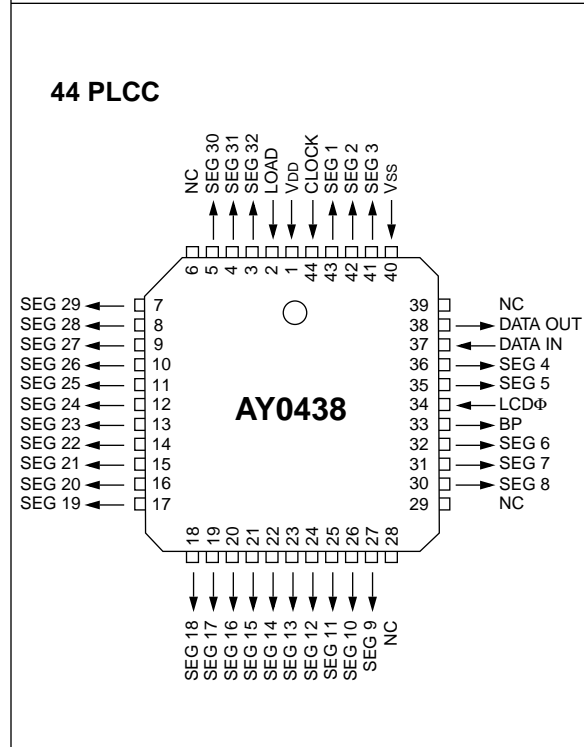 44 PLCC
NC
SEG 30
SEG 31
SEG 32
LOAD
VDD
CLOCK
SEG 1
SEG 2
SEG 3
VSS
6
5
4
3
2
1
44
43
42
41
40
SEG 29 7
SEG 28 8
SEG 27 9
SEG 26 10
SEG 25 11
SEG 24 12
SEG 23 13
SEG 22 14
SEG 21 15
SEG 20 16
SEG 19 17
AY0438
39 NC
38 DATA OUT
37 DATA IN
36 SEG 4
35 SEG 5
34 LCDΦ
33 BP
32 SEG 6
31 SEG 7
30 SEG 8
29 NC
18
19
20
21
22
23
24
25
26
27
28
SEG 18
SEG 17
SEG 16
SEG 15
SEG 14
SEG 13
SEG 12
SEG 11
SEG 10
SEG 9
NC